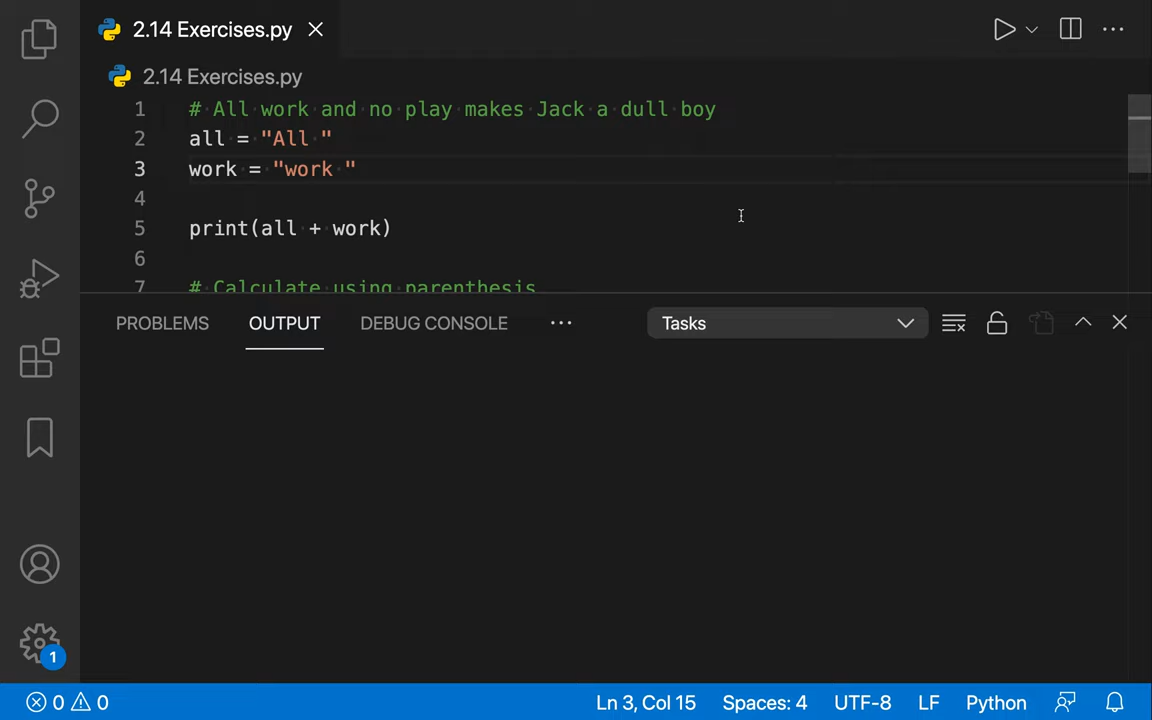 2.14 Exercises.py
2.14 Exercises.py
1 # All work and no play makes Jack a dull boy
2 all = "All "
3 work = "work "
4
5 print(all + work)
6
7 # Calculate using parenthesis
PROBLEMS OUTPUT DEBUG CONSOLE ... Tasks
1
0 0 Ln 3, Col 15 Spaces: 4 UTF-8 LF Python